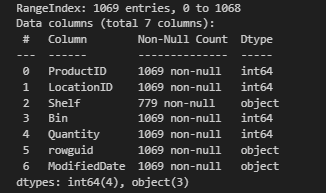 RangeIndex: 1069 entries, 0 to 1068
Data columns (total 7 columns):
 #   Column        Non-Null Count  Dtype
---  ------        --------------  -----
 0   ProductID     1069 non-null   int64
 1   LocationID    1069 non-null   int64
 2   Shelf         779 non-null    object
 3   Bin           1069 non-null   int64
 4   Quantity      1069 non-null   int64
 5   rowguid       1069 non-null   object
 6   ModifiedDate  1069 non-null   object
dtypes: int64(4), object(3)